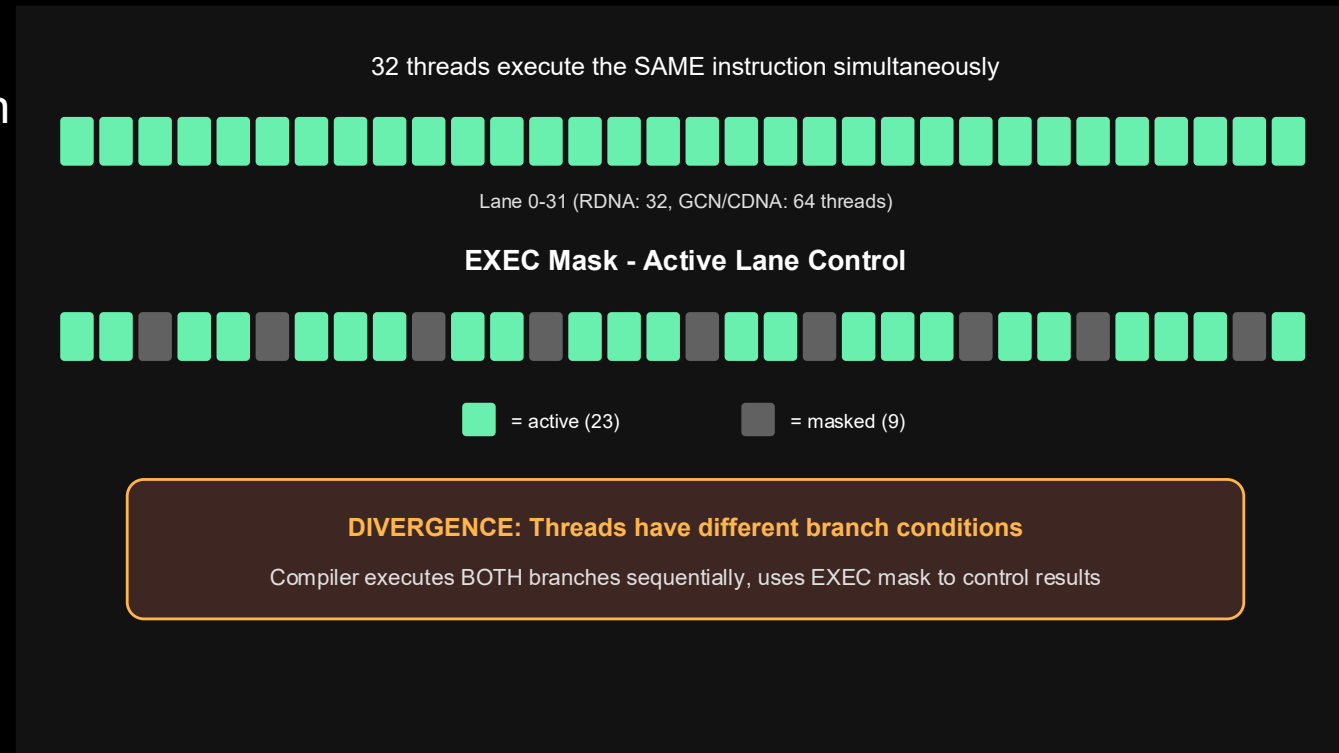 32 threads execute the SAME instruction simultaneously
Lane 0-31 (RDNA: 32, GCN/CDNA: 64 threads)
EXEC Mask - Active Lane Control
= active (23)
= masked (9)
DIVERGENCE: Threads have different branch conditions
Compiler executes BOTH branches sequentially, uses EXEC mask to control results